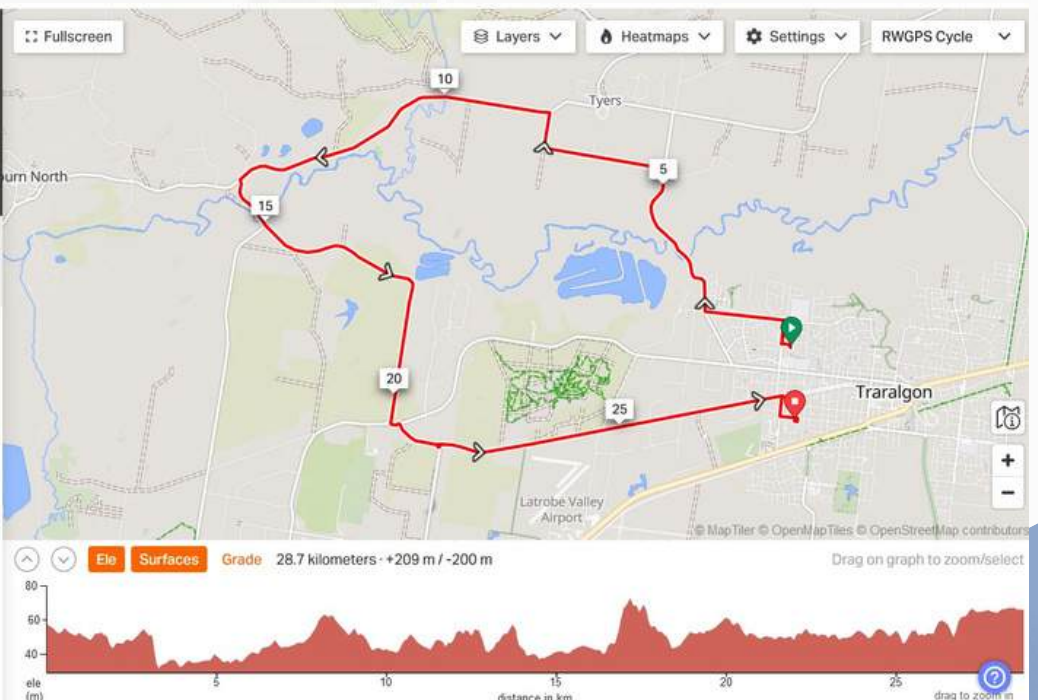 Fullscreen
Layers
Heatmaps
Settings
RWGPS Cycle
10
Tyers
5
urn North
15
20
Traralgon
25
Latrobe Valley
Airport
© MapTiler © OpenMapTiles © OpenStreetMap contributors
Ele Surfaces Grade 28.7 kilometers · +209 m / -200 m Drag on graph to zoom/select
80
60
40
ele
(m)
5 10 15 20 25
distance in km
drag to zoom in